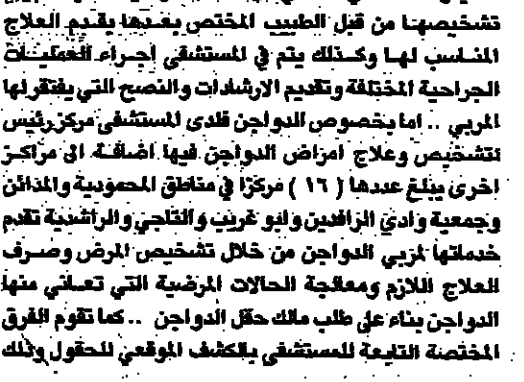 تشخيصها من قبل الطبيب المختص بعدها يقدم العلاج
المناسب لها وكذلك يتم في المستشفى إجراء العمليات
الجراحية المختلفة وتقديم الارشادات والنصح التي يفتقر لها
المربي .. اما بخصوص الدواجن فلدى المستشفى مركز رئيس
لتشخيص وعلاج امراض الدواجن فيها اضافة الى مراكز
اخرى يبلغ عددها ( ١٦ ) مركزا في مناطق المحمودية والمدائن
وجمعية وادي الرافدين وابو غريب والتاجي والراشدية تقدم
خدماتها لمربي الدواجن من خلال تشخيص المرض وصرف
العلاج اللازم ومعالجة الحالات المرضية التي تعاني منها
الدواجن بناء على طلب مالك حقل الدواجن .. كما تقوم الفرق
المختصة التابعة للمستشفى بالكشف الموقعي للحقول وذلك